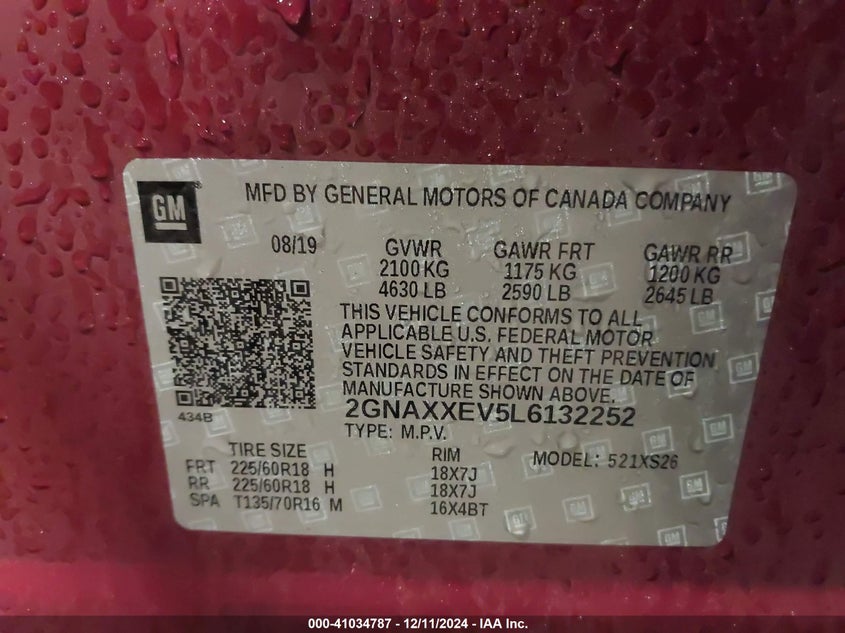 GM
MFD BY GENERAL MOTORS OF CANADA COMPANY
08/19 GVWR GAWR FRT GAWR RR
2100 KG 1175 KG 1200 KG
4630 LB 2590 LB 2645 LB
THIS VEHICLE CONFORMS TO ALL
APPLICABLE U.S. FEDERAL MOTOR
VEHICLE SAFETY AND THEFT PREVENTION
STANDARDS IN EFFECT ON THE DATE OF
MANUFACTURE SHOWN ABOVE.
434B 2GNAXXEV5L6132252
TYPE: M.P.V.
TIRE SIZE RIM MODEL: 521XS26
FRT 225/60R18 H 18X7J
RR 225/60R18 H 18X7J
SPA T135/70R16 M 16X4BT
000-41034787 - 12/11/2024 - IAA Inc.